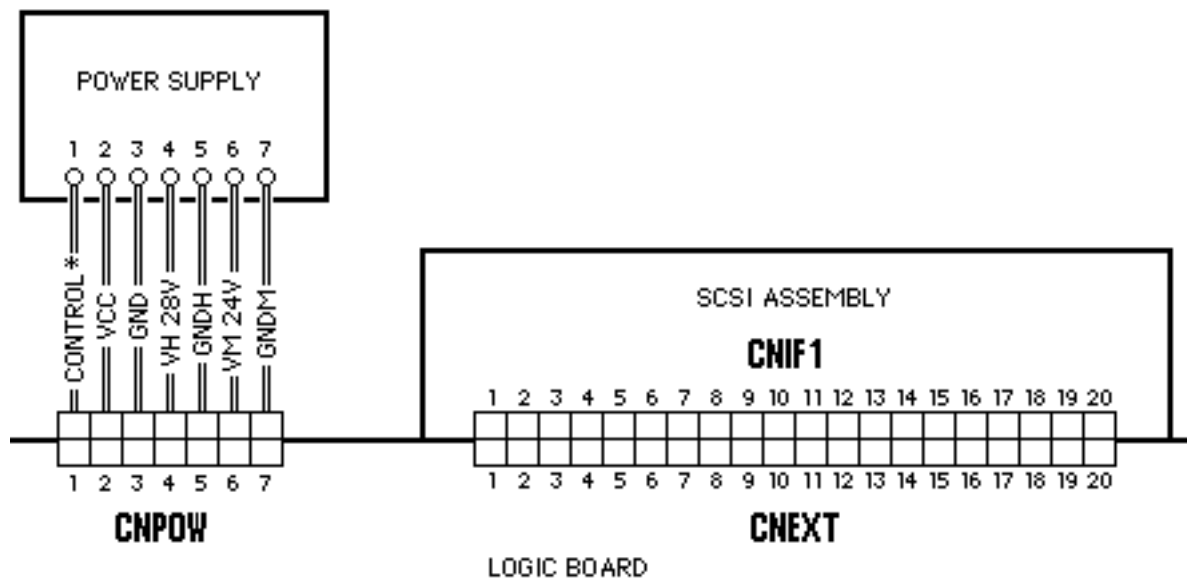 POWER SUPPLY
1 2 3 4 5 6 7
CONTROL *
VCC
GND
VH 28V
GNDH
VM 24V
GNDM
1 2 3 4 5 6 7
CNPOW
SCSI ASSEMBLY
CNIF1
1 2 3 4 5 6 7 8 9 10 11 12 13 14 15 16 17 18 19 20
1 2 3 4 5 6 7 8 9 10 11 12 13 14 15 16 17 18 19 20
CNEXT
LOGIC BOARD